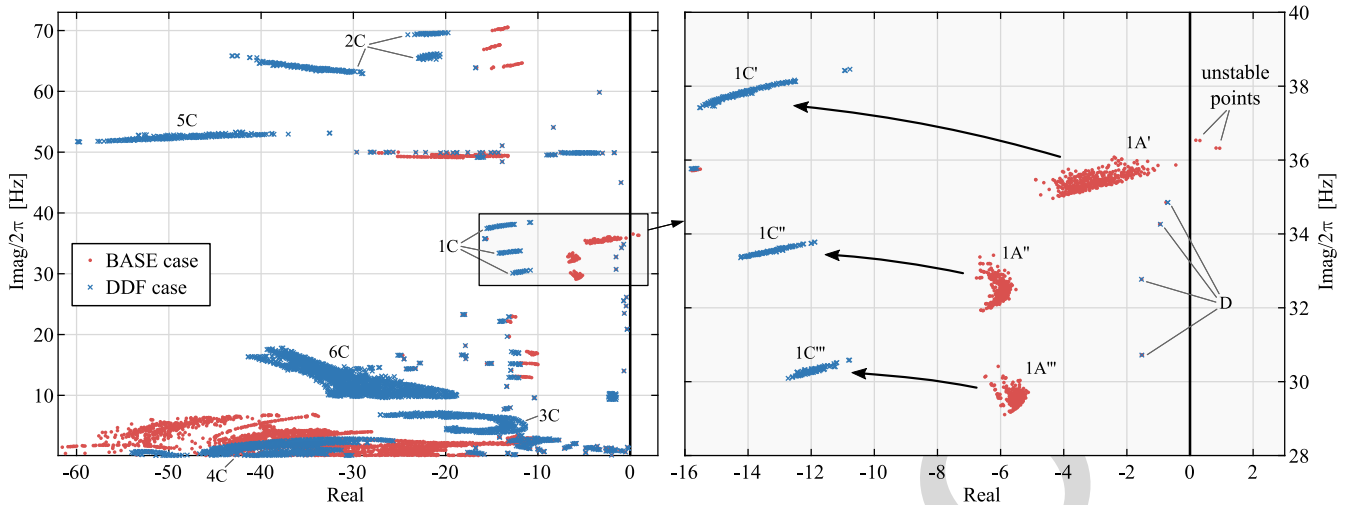 70
60
50
40
30
20
10
Imag/2π [Hz]
-60
-50
-40
-30
-20
-10
0
Real
2C
5C
1C
6C
3C
4C
BASE case
DDF case
40
38
36
34
32
30
28
Imag/2π [Hz]
-16
-14
-12
-10
-8
-6
-4
-2
0
2
Real
1C'
1A'
unstable
points
1C''
1A''
D
1C'''
1A'''